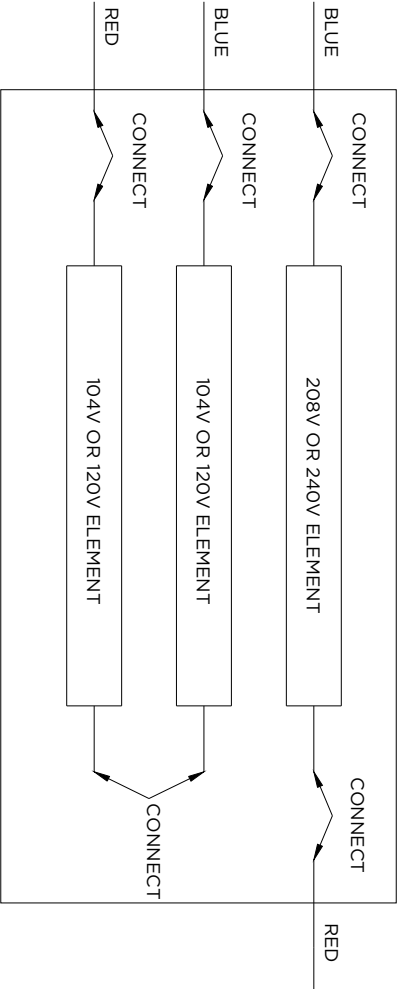 CONNECT
CONNECT
BLUE
208V OR 240V ELEMENT
RED
CONNECT
BLUE
104V OR 120V ELEMENT
CONNECT
CONNECT
RED
104V OR 120V ELEMENT